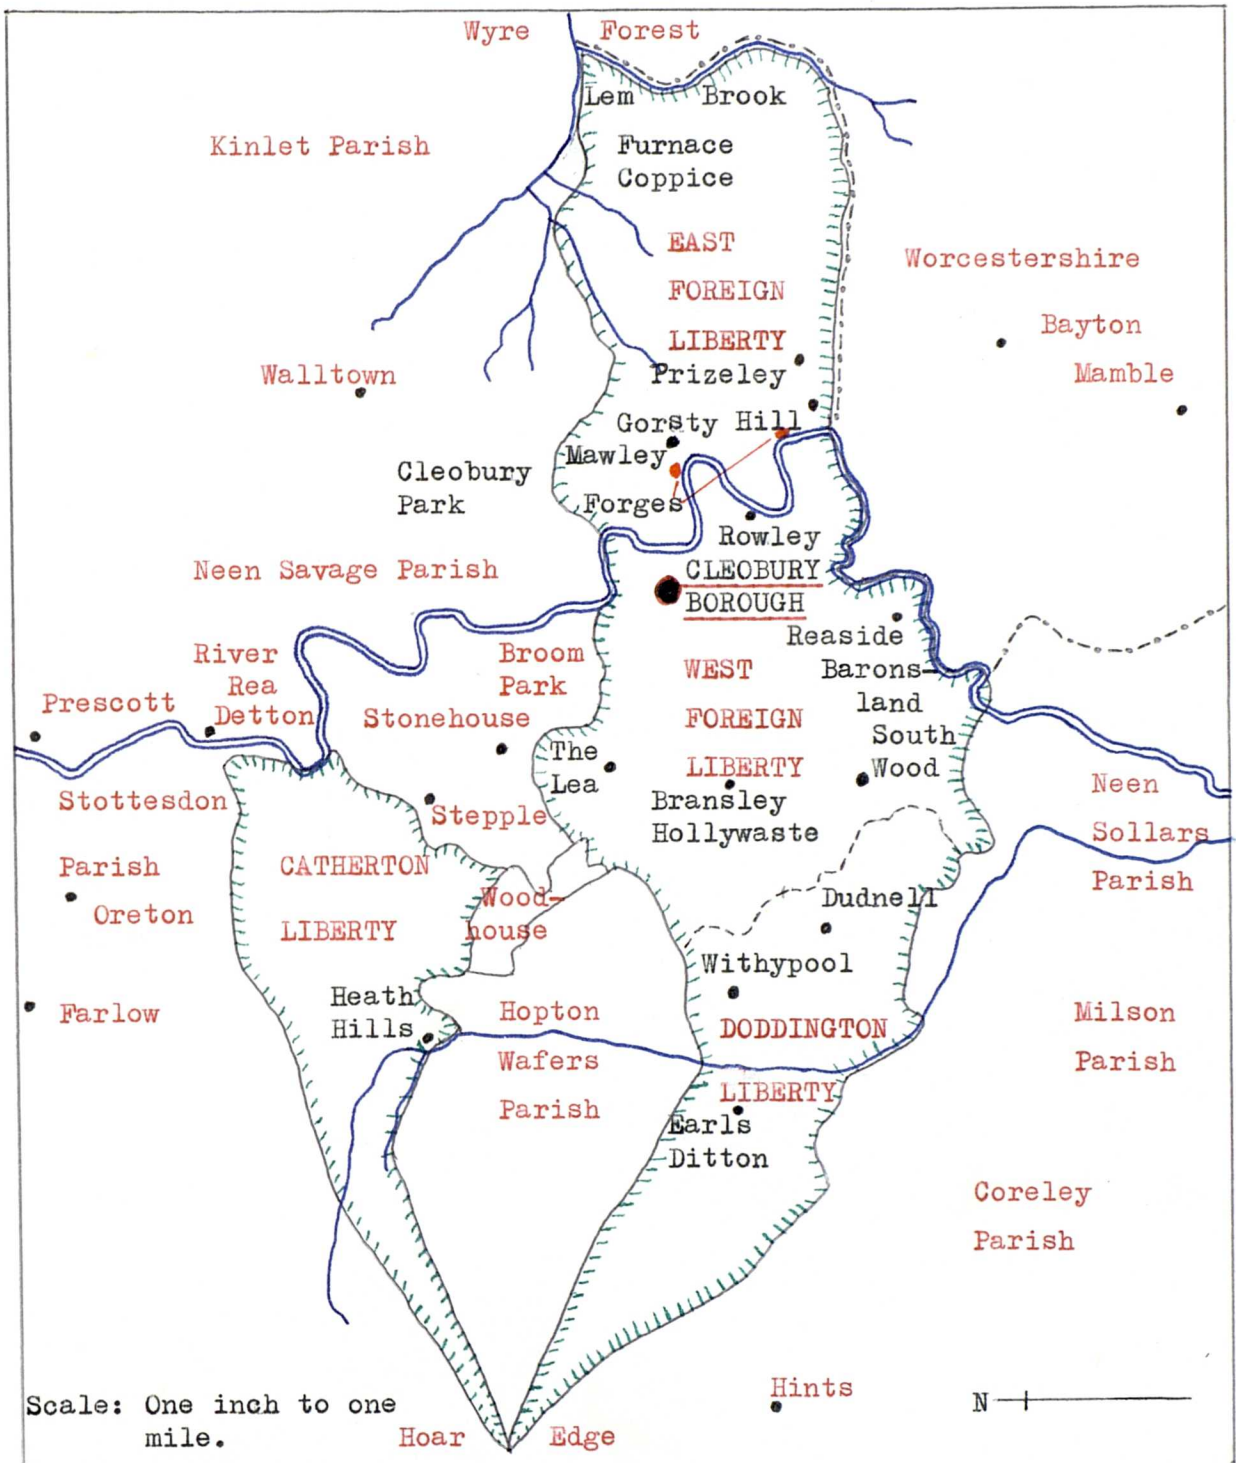 Wyre Forest
Lem Brook
Kinlet Parish
Furnace
Coppice
EAST
FOREIGN
LIBERTY
Worcestershire
Bayton
Mamble
Walltown
Prizeley
Gorsty Hill
Mawley
Cleobury
Park
Forges
Rowley
Neen Savage Parish
CLEOBURY
BOROUGH
Reaside
River
Rea
Broom
Park
WEST
FOREIGN
LIBERTY
Barons-
land
South
Wood
Prescott
Detton
Stonehouse
The
Lea
Bransley
Hollywaste
Neen
Sollars
Parish
Stottesdon
Parish
Stepple
CATHERTON
LIBERTY
Wood-
house
Dudnell
Oreton
Withypool
Farlow
Heath
Hills
Hopton
Wafers
Parish
DODDINGTON
LIBERTY
Milson
Parish
Earls
Ditton
Coreley
Parish
Hints
Scale: One inch to one
mile.
Hoar Edge
N